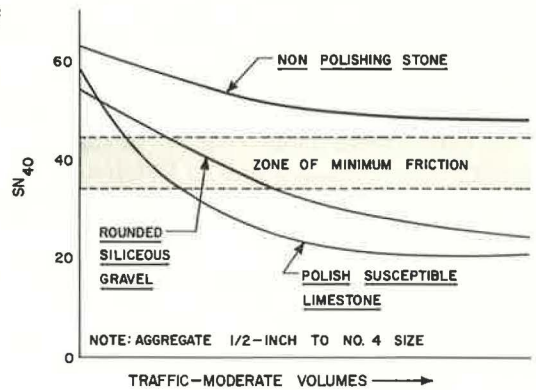 60
NON POLISHING STONE
SN40
40
ZONE OF MINIMUM FRICTION
ROUNDED
SILICEOUS
GRAVEL
20
POLISH SUSCEPTIBLE
LIMESTONE
NOTE: AGGREGATE 1/2-INCH TO NO. 4 SIZE
0
TRAFFIC-MODERATE VOLUMES